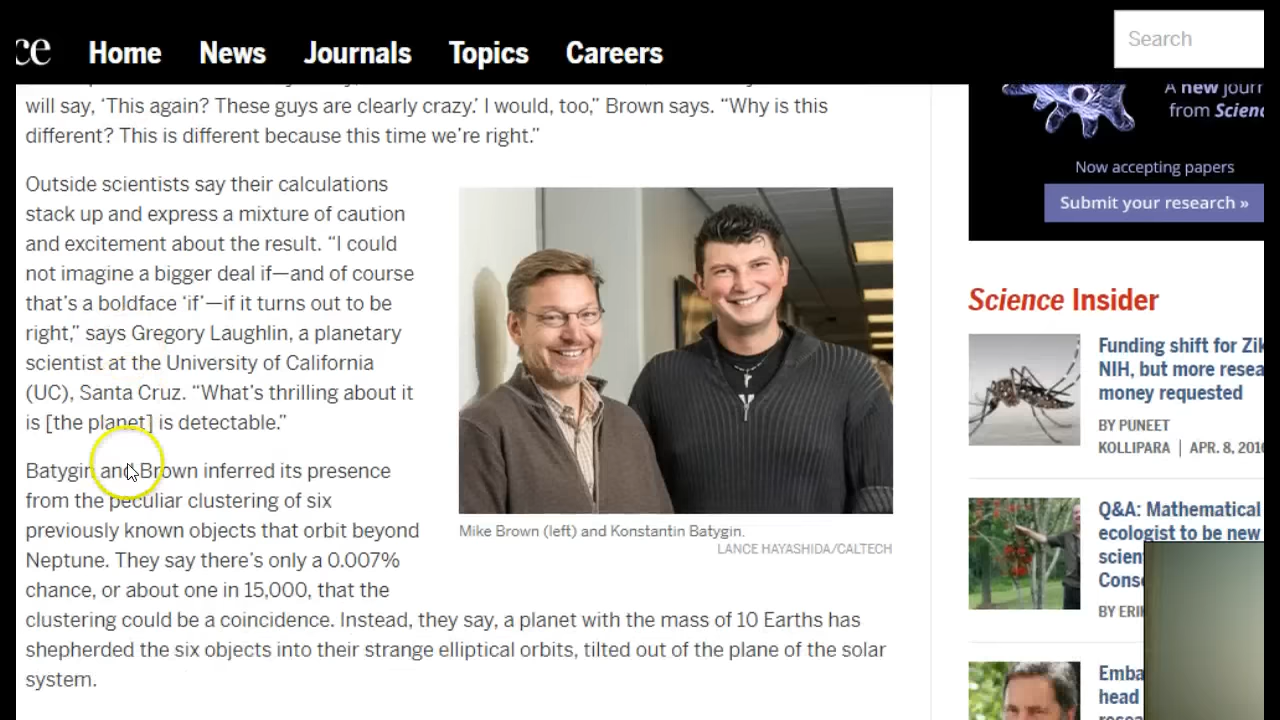 ce Home News Journals Topics Careers
Search
will say, ‘This again? These guys are clearly crazy.’ I would, too,” Brown says. “Why is this
different? This is different because this time we’re right.”
Outside scientists say their calculations
stack up and express a mixture of caution
and excitement about the result. “I could
not imagine a bigger deal if—and of course
that’s a boldface ‘if’—if it turns out to be
right,” says Gregory Laughlin, a planetary
scientist at the University of California
(UC), Santa Cruz. “What’s thrilling about it
is [the planet] is detectable.”
Mike Brown (left) and Konstantin Batygin.
LANCE HAYASHIDA/CALTECH
Batygin and Brown inferred its presence
from the peculiar clustering of six
previously known objects that orbit beyond
Neptune. They say there’s only a 0.007%
chance, or about one in 15,000, that the
clustering could be a coincidence. Instead, they say, a planet with the mass of 10 Earths has
shepherded the six objects into their strange elliptical orbits, tilted out of the plane of the solar
system.
A new journ
from Scienc
Now accepting papers
Submit your research »
Science Insider
Funding shift for Zik
NIH, but more resea
money requested
BY PUNEET
KOLLIPARA | APR. 8, 2016
Q&A: Mathematical
ecologist to be new
scien
Cons
BY ERIK
Emba
head